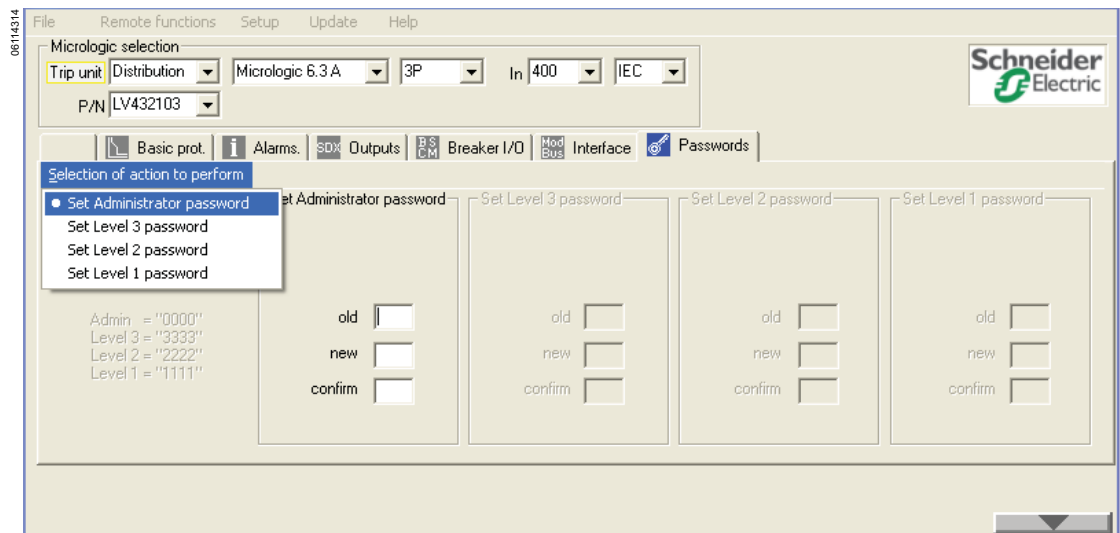 06114314
File Remote functions Setup Update Help
Micrologic selection
Trip unit Distribution Micrologic 6.3 A 3P In 400 IEC
P/N LV432103
Schneider
Electric
Basic prot. i Alarms. SDX Outputs BSCM Breaker I/O Mod Bus Interface Passwords
Selection of action to perform
Set Administrator password
Set Level 3 password
Set Level 2 password
Set Level 1 password
et Administrator password Set Level 3 password Set Level 2 password Set Level 1 password
Admin = "0000"
Level 3 = "3333"
Level 2 = "2222"
Level 1 = "1111"
old old old old
new new new new
confirm confirm confirm confirm